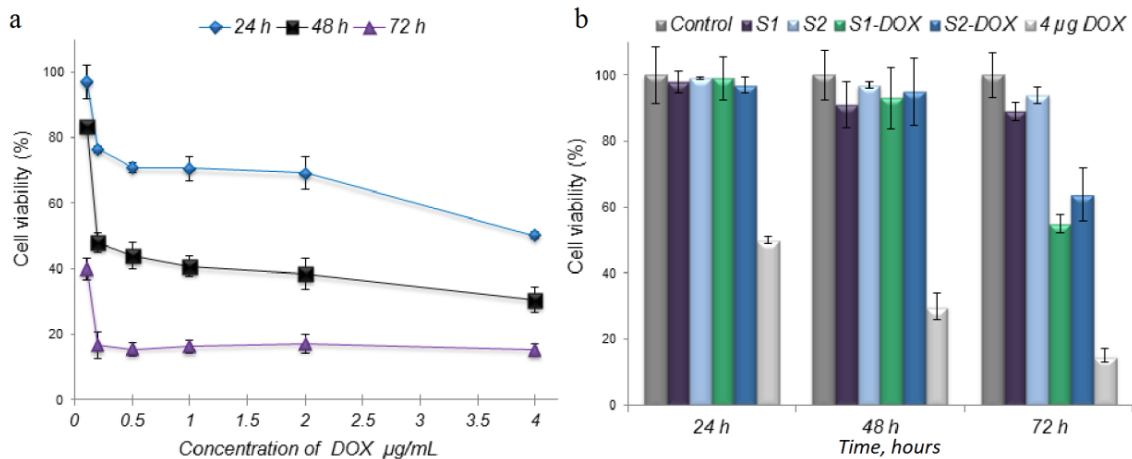 a
24 h 48 h 72 h
Cell viability (%)
100
80
60
40
20
0
0 0.5 1 1.5 2 2.5 3 3.5 4
Concentration of DOX µg/mL
b
Control S1 S2 S1-DOX S2-DOX 4 µg DOX
Cell viability (%)
100
80
60
40
20
0
24 h 48 h 72 h
Time, hours